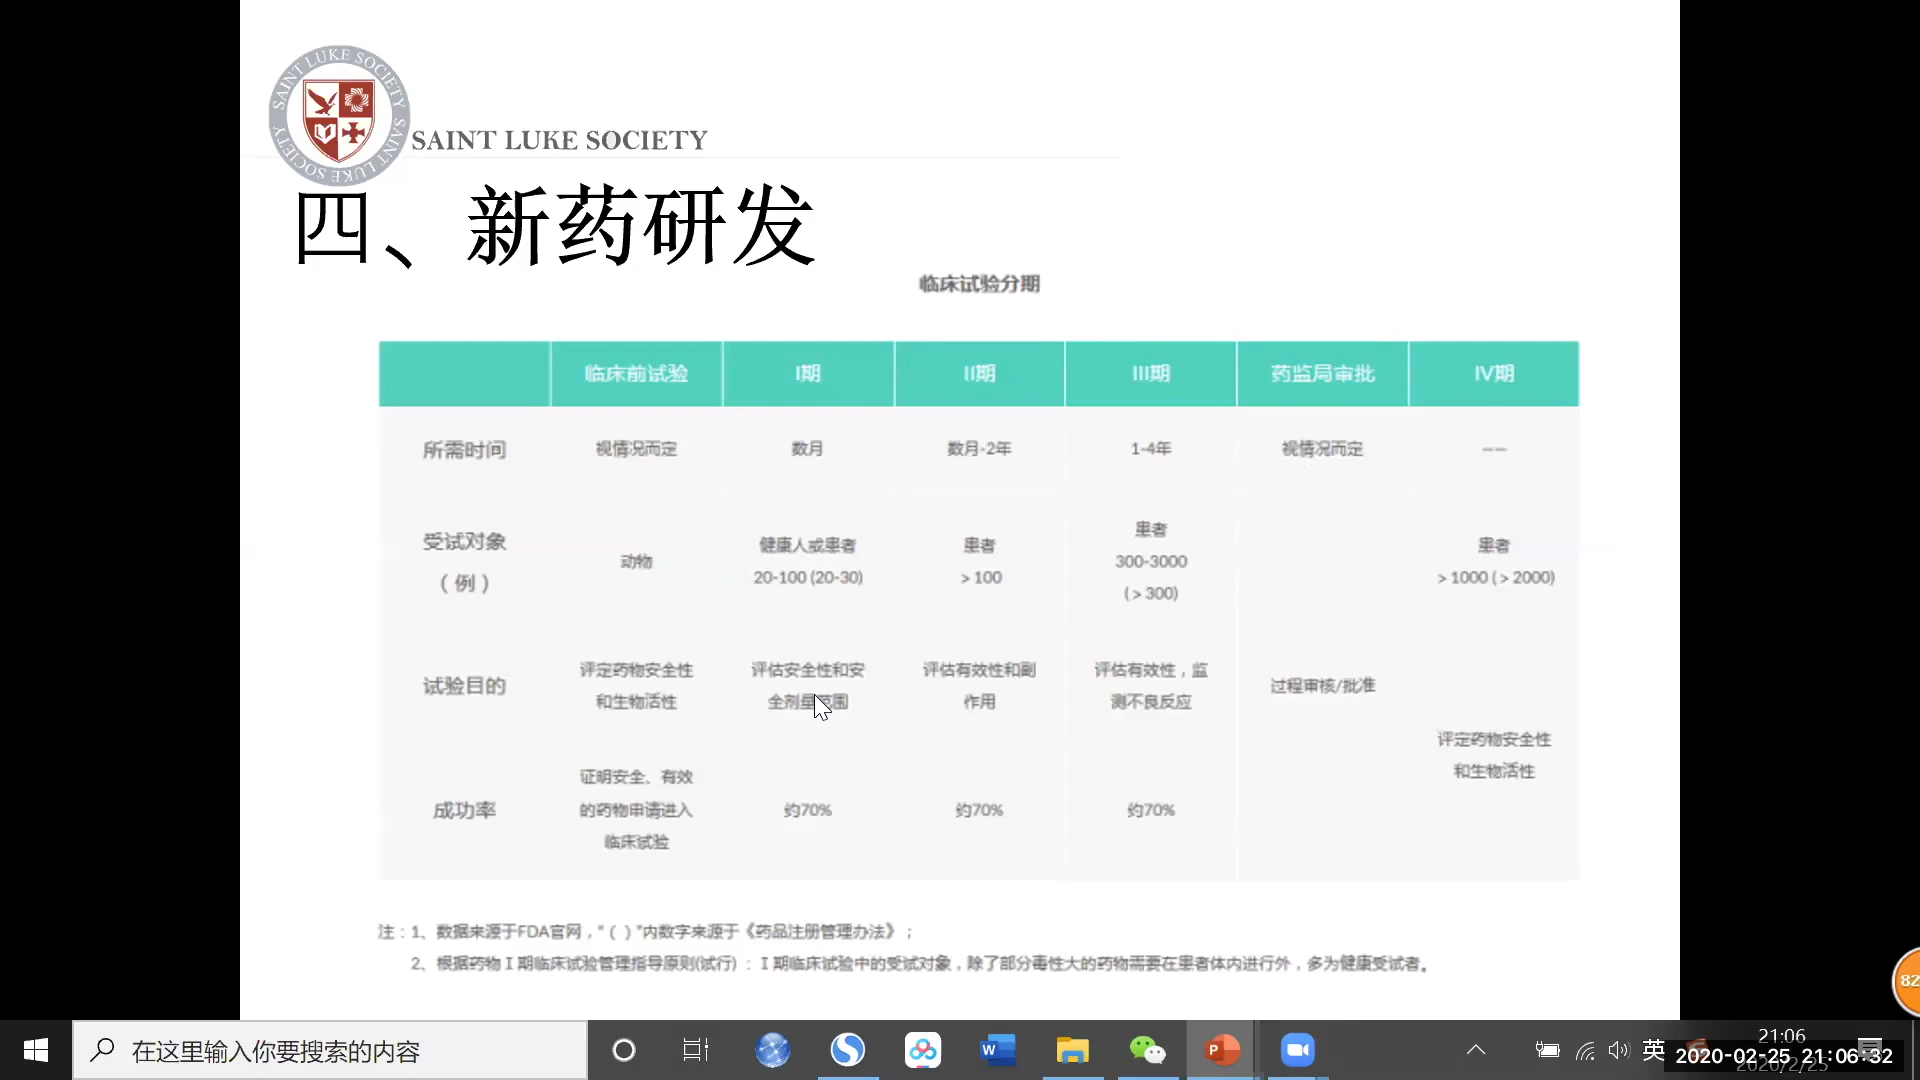 SAINT LUKE SOCIETY SAINT LUKE SOCIETY
SAINT LUKE SOCIETY
四、新药研发
临床试验分期
临床前试验 I期 II期 III期 药监局审批 IV期
所需时间 视情况而定 数月 数月-2年 1-4年 视情况而定 ——
受试对象
（例） 动物 健康人或患者
20-100 (20-30) 患者
> 100 患者
300-3000
(> 300) 患者
> 1000 (> 2000)
试验目的 评定药物安全性
和生物活性 评估安全性和安
全剂量范围 评估有效性和副
作用 评估有效性，监
测不良反应 过程审核/批准 评定药物安全性
和生物活性
成功率 证明安全、有效
的药物申请进入
临床试验 约70% 约70% 约70%
注：1、数据来源于FDA官网，“（ ）”内数字来源于《药品注册管理办法》；
2、根据药物Ⅰ期临床试验管理指导原则(试行) ：Ⅰ期临床试验中的受试对象，除了部分毒性大的药物需要在患者体内进行外，多为健康受试者。
82
在这里输入你要搜索的内容
英
21:06
2020/2/25
2020-02-25 21:06:32